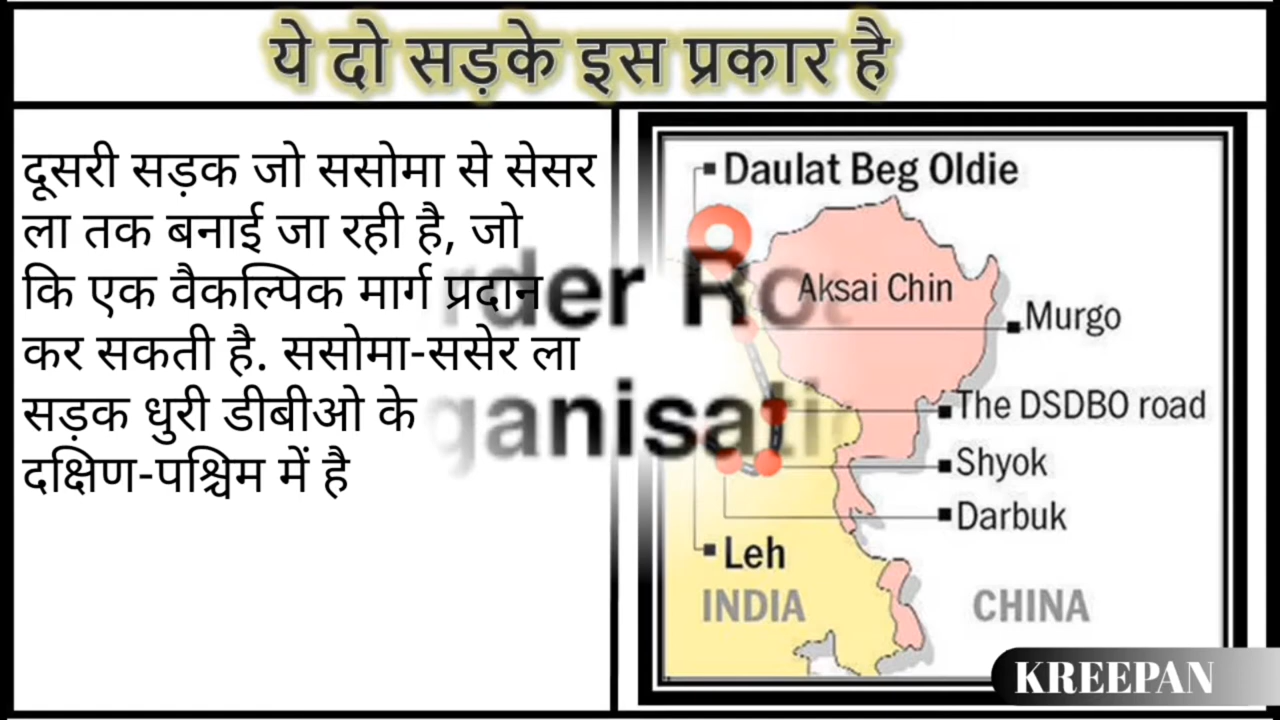 ये दो सड़के इस प्रकार है
दूसरी सड़क जो ससोमा से सेसर
ला तक बनाई जा रही है, जो
कि एक वैकल्पिक मार्ग प्रदान
कर सकती है. ससोमा-ससेर ला
सड़क धुरी डीबीओ के
दक्षिण-पश्चिम में है
Daulat Beg Oldie
Aksai Chin
Murgo
The DSDBO road
Shyok
Darbuk
Leh
INDIA
CHINA
KREEPAN